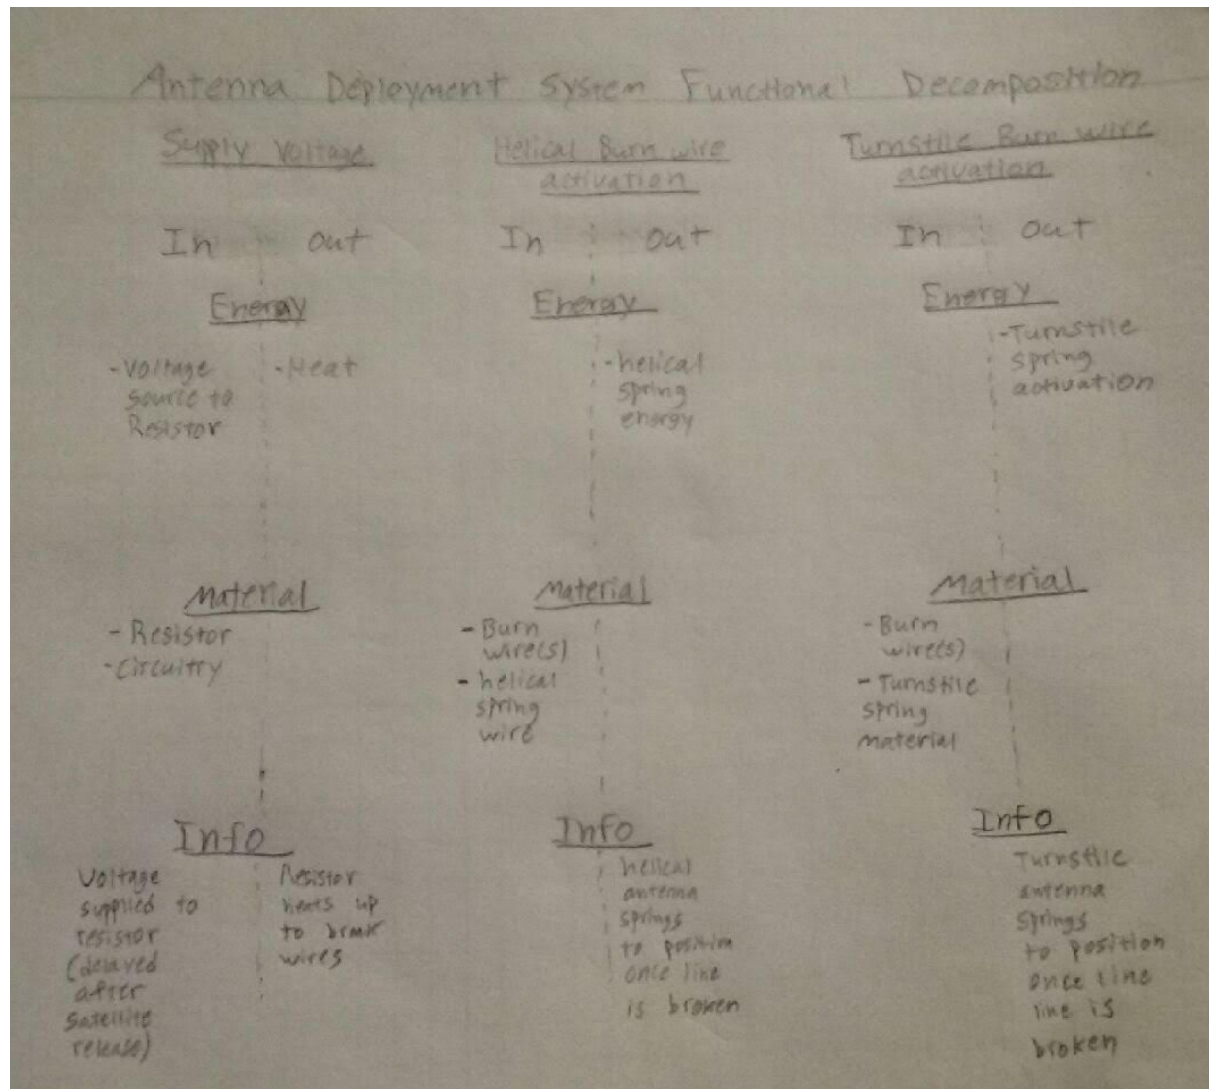 Antenna Deployment System Functional Decomposition
Supply Voltage
In out
Energy
- Voltage
source to
Resistor
- Heat
Material
- Resistor
- Circuitry
Info
Voltage
supplied to
resistor
(delayed
after
satellite
release)
Resistor
heats up
to break
wires
Helical Burn wire
activation
In out
Energy
- helical
spring
energy
Material
- Burn
wire(s)
- helical
spring
wire
Info
helical
antenna
springs
to position
once line
is broken
Turnstile Burn wire
activation
In out
Energy
- Turnstile
spring
activation
Material
- Burn
wire(s)
- Turnstile
spring
material
Info
Turnstile
antenna
springs
to position
once line
line is
broken